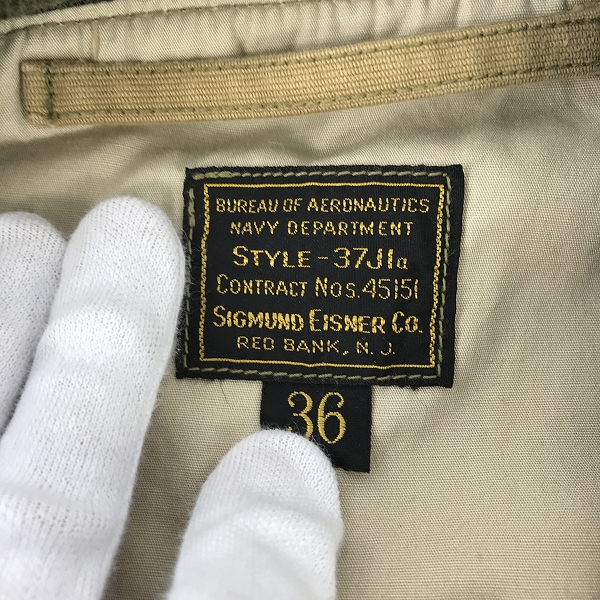 BUREAU OF AERONAUTICS
NAVY DEPARTMENT
STYLE-37J1a
CONTRACT NOS. 45151
SIGMUND EISNER CO.
RED BANK, N. J.
36